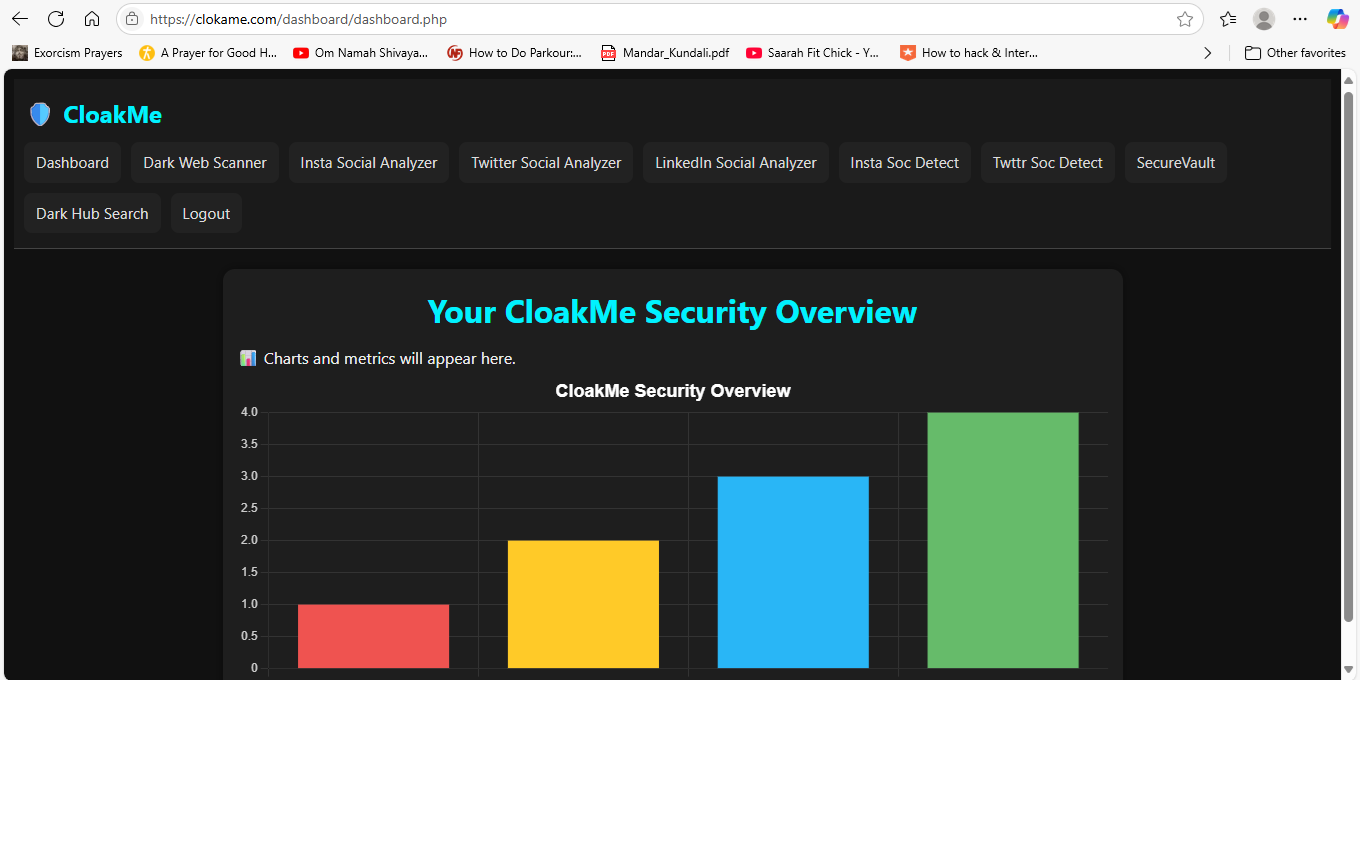 https://clokame.com/dashboard/dashboard.php
Exorcism Prayers A Prayer for Good H... Om Namah Shivaya... How to Do Parkour:... Mandar_Kundali.pdf Saarah Fit Chick - Y... How to hack & Inter... Other favorites
CloakMe
Dashboard Dark Web Scanner Insta Social Analyzer Twitter Social Analyzer LinkedIn Social Analyzer Insta Soc Detect Twttr Soc Detect SecureVault
Dark Hub Search Logout
Your CloakMe Security Overview
Charts and metrics will appear here.
CloakMe Security Overview
4.0
3.5
3.0
2.5
2.0
1.5
1.0
0.5
0